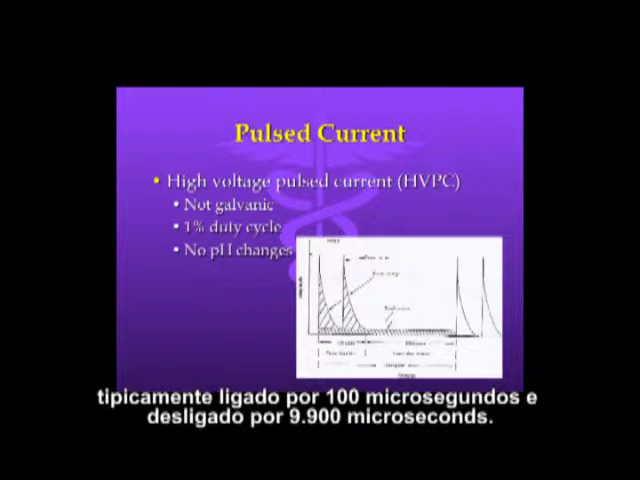 Pulsed Current
• High voltage pulsed current (HVPC)
• Not galvanic
• 1% duty cycle
• No pH changes
tipicamente ligado por 100 microsegundos e
desligado por 9.900 microseconds.